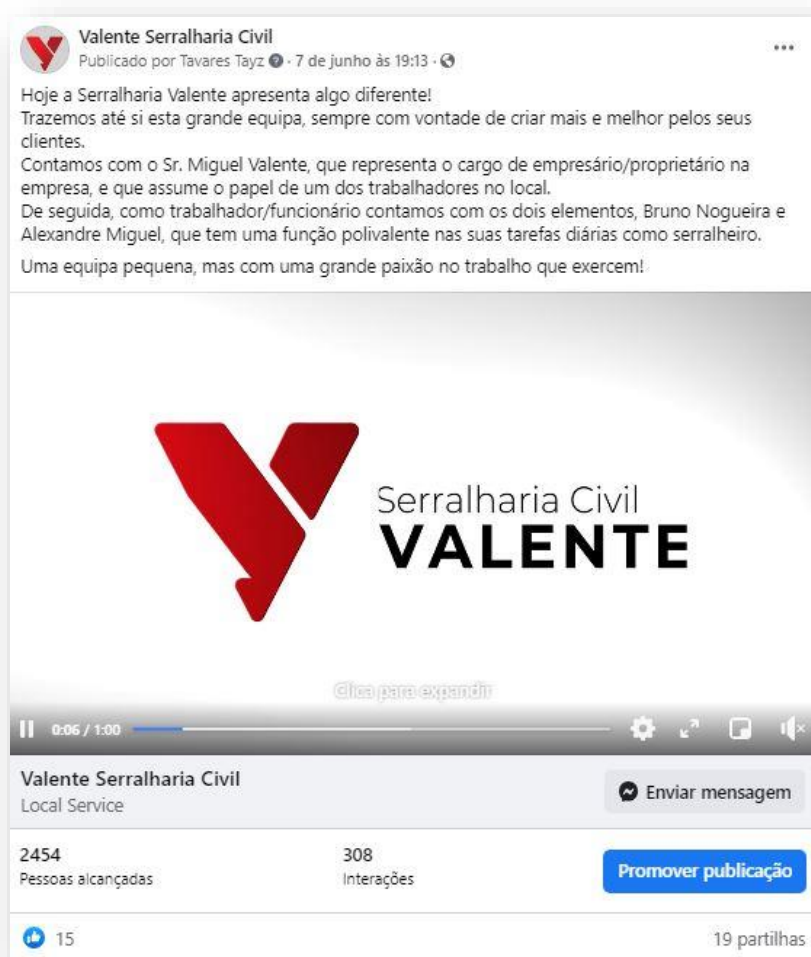 Valente Serralharia Civil
Publicado por Tavares Tayz · 7 de junho às 19:13 ·
Hoje a Serralharia Valente apresenta algo diferente!
Trazemos até si esta grande equipa, sempre com vontade de criar mais e melhor pelos seus
clientes.
Contamos com o Sr. Miguel Valente, que representa o cargo de empresário/proprietário na
empresa, e que assume o papel de um dos trabalhadores no local.
De seguida, como trabalhador/funcionário contamos com os dois elementos, Bruno Nogueira e
Alexandre Miguel, que tem uma função polivalente nas suas tarefas diárias como serralheiro.
Uma equipa pequena, mas com uma grande paixão no trabalho que exercem!
Serralharia Civil
VALENTE
Clica para expandir
0:06 / 1:00
Valente Serralharia Civil
Local Service
Enviar mensagem
2454
Pessoas alcançadas
308
Interações
Promover publicação
15
19 partilhas